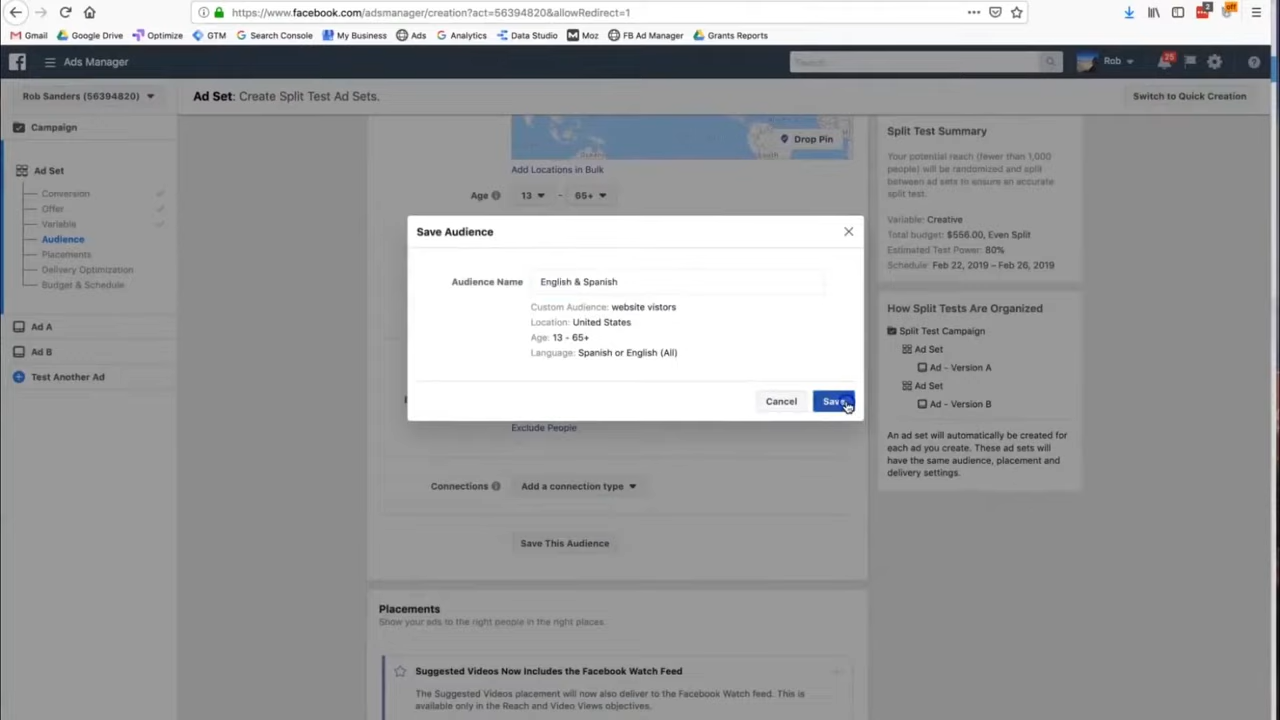 https://www.facebook.com/adsmanager/creation?act=56394820&allowRedirect=1
Gmail Google Drive Optimize GTM Search Console My Business Ads Analytics Data Studio Moz FB Ad Manager Grants Reports
Ads Manager Search... Rob 25
Rob Sanders (56394820) Ad Set: Create Split Test Ad Sets. Switch to Quick Creation
Campaign
Ad Set
Conversion
Offer
Variable
Audience
Placements
Delivery Optimization
Budget & Schedule
Ad A
Ad B
Test Another Ad
Drop Pin
Add Locations in Bulk
Age 13 - 65+
Save Audience
Audience Name English & Spanish
Custom Audience: website vistors
Location: United States
Age: 13 - 65+
Language: Spanish or English (All)
Cancel Save
Exclude People
Connections Add a connection type
Save This Audience
Placements
Show your ads to the right people in the right places.
Suggested Videos Now Includes the Facebook Watch Feed
The Suggested Videos placement will now also deliver to the Facebook Watch feed. This is
available only in the Reach and Video Views objectives.
Split Test Summary
Your potential reach (fewer than 1,000
people) will be randomized and split
between ad sets to ensure an accurate
split test.
Variable: Creative
Total budget: $556.00, Even Split
Estimated Test Power: 80%
Schedule: Feb 22, 2019 – Feb 26, 2019
How Split Tests Are Organized
Split Test Campaign
Ad Set
Ad - Version A
Ad Set
Ad - Version B
An ad set will automatically be created for
each ad you create. These ad sets will
have the same audience, placement and
delivery settings.